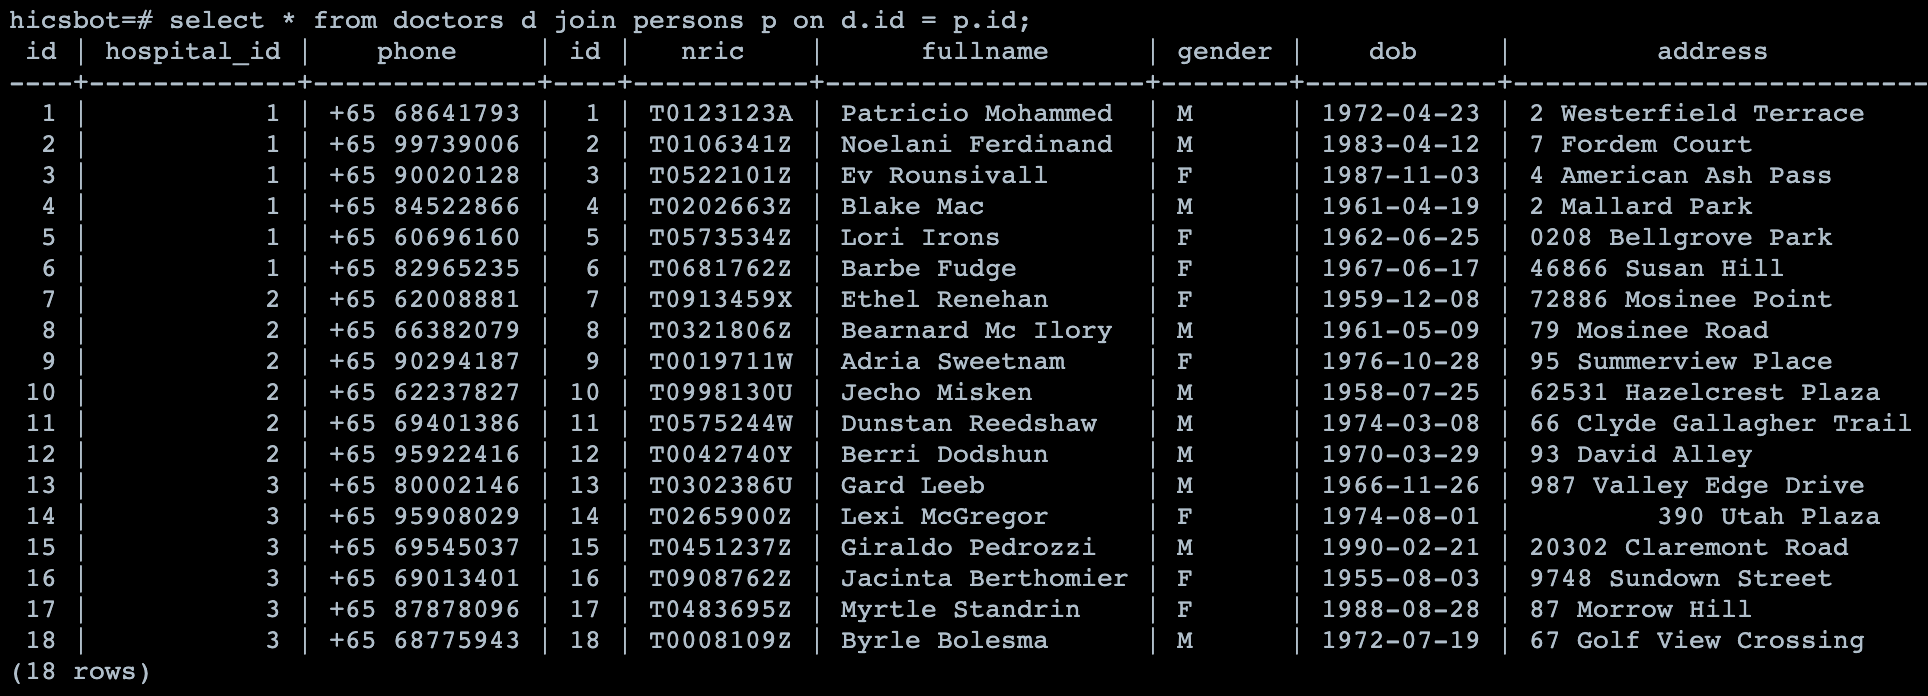 hicsbot=# select * from doctors d join persons p on d.id = p.id;
 id | hospital_id |    phone     | id |   nric    |      fullname      | gender |    dob     |         address
----+-------------+--------------+----+-----------+--------------------+--------+------------+--------------------------
  1 |           1 | +65 68641793 |  1 | T0123123A | Patricio Mohammed  | M      | 1972-04-23 | 2 Westerfield Terrace
  2 |           1 | +65 99739006 |  2 | T0106341Z | Noelani Ferdinand  | M      | 1983-04-12 | 7 Fordem Court
  3 |           1 | +65 90020128 |  3 | T0522101Z | Ev Rounsivall      | F      | 1987-11-03 | 4 American Ash Pass
  4 |           1 | +65 84522866 |  4 | T0202663Z | Blake Mac          | M      | 1961-04-19 | 2 Mallard Park
  5 |           1 | +65 60696160 |  5 | T0573534Z | Lori Irons         | F      | 1962-06-25 | 0208 Bellgrove Park
  6 |           1 | +65 82965235 |  6 | T0681762Z | Barbe Fudge        | F      | 1967-06-17 | 46866 Susan Hill
  7 |           2 | +65 62008881 |  7 | T0913459X | Ethel Renehan      | F      | 1959-12-08 | 72886 Mosinee Point
  8 |           2 | +65 66382079 |  8 | T0321806Z | Bearnard Mc Ilory  | M      | 1961-05-09 | 79 Mosinee Road
  9 |           2 | +65 90294187 |  9 | T0019711W | Adria Sweetnam     | F      | 1976-10-28 | 95 Summerview Place
 10 |           2 | +65 62237827 | 10 | T0998130U | Jecho Misken       | M      | 1958-07-25 | 62531 Hazelcrest Plaza
 11 |           2 | +65 69401386 | 11 | T0575244W | Dunstan Reedshaw   | M      | 1974-03-08 | 66 Clyde Gallagher Trail
 12 |           2 | +65 95922416 | 12 | T0042740Y | Berri Dodshun      | M      | 1970-03-29 | 93 David Alley
 13 |           3 | +65 80002146 | 13 | T0302386U | Gard Leeb          | M      | 1966-11-26 | 987 Valley Edge Drive
 14 |           3 | +65 95908029 | 14 | T0265900Z | Lexi McGregor      | F      | 1974-08-01 |         390 Utah Plaza
 15 |           3 | +65 69545037 | 15 | T0451237Z | Giraldo Pedrozzi   | M      | 1990-02-21 | 20302 Claremont Road
 16 |           3 | +65 69013401 | 16 | T0908762Z | Jacinta Berthomier | F      | 1955-08-03 | 9748 Sundown Street
 17 |           3 | +65 87878096 | 17 | T0483695Z | Myrtle Standrin    | F      | 1988-08-28 | 87 Morrow Hill
 18 |           3 | +65 68775943 | 18 | T0008109Z | Byrle Bolesma      | M      | 1972-07-19 | 67 Golf View Crossing
(18 rows)